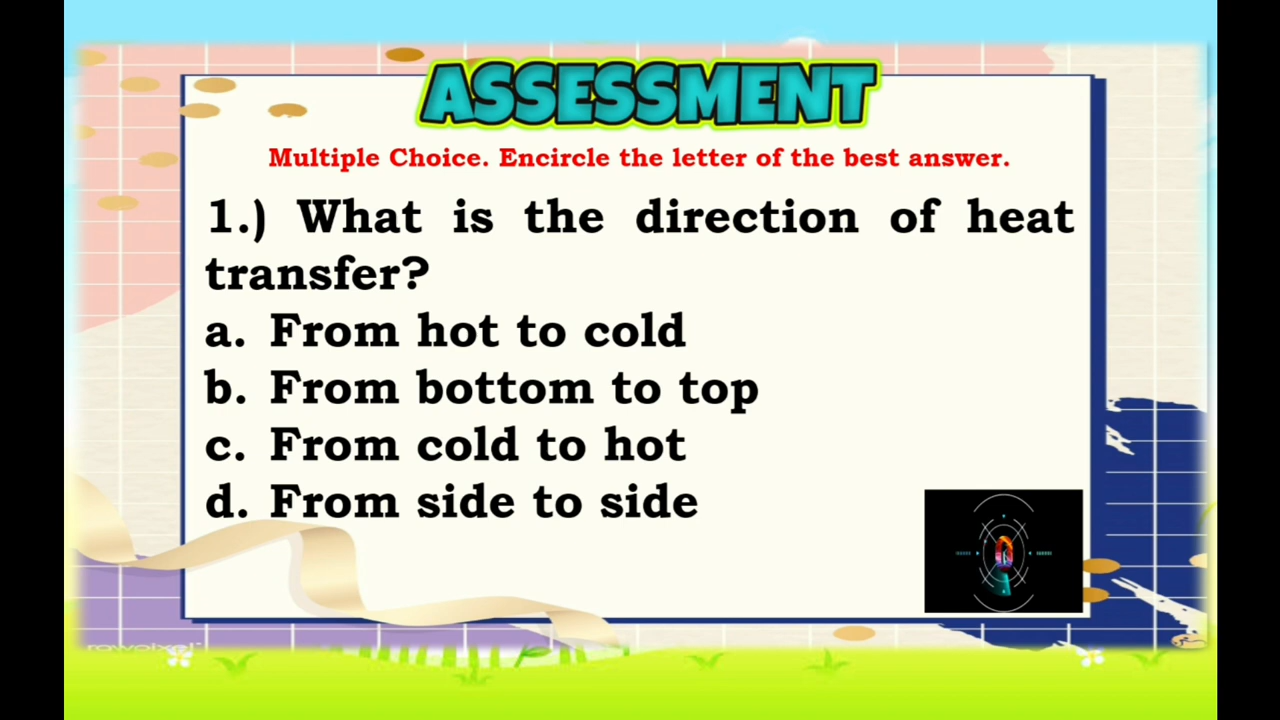 ASSESSMENT
Multiple Choice. Encircle the letter of the best answer.
1.) What is the direction of heat
transfer?
a. From hot to cold
b. From bottom to top
c. From cold to hot
d. From side to side